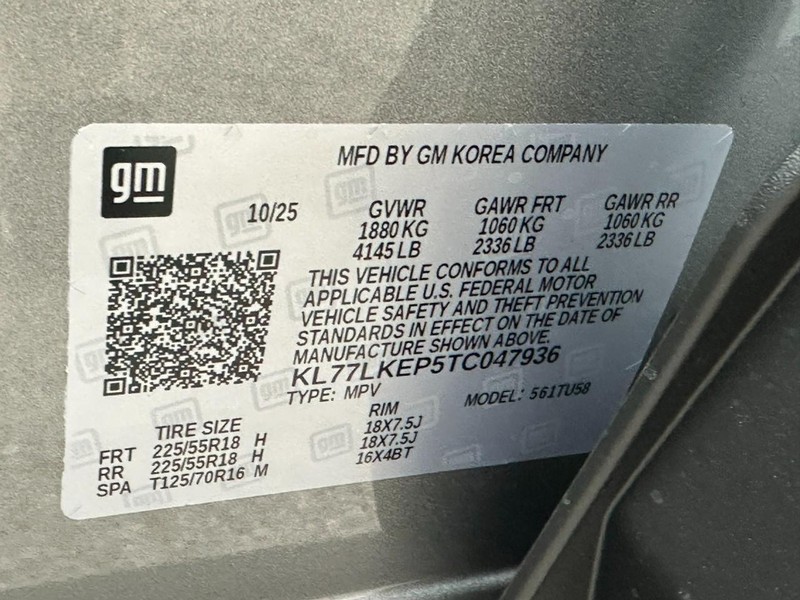 gm
MFD BY GM KOREA COMPANY
10/25 GVWR GAWR FRT GAWR RR
1880 KG 1060 KG 1060 KG
4145 LB 2336 LB 2336 LB
THIS VEHICLE CONFORMS TO ALL
APPLICABLE U.S. FEDERAL MOTOR
VEHICLE SAFETY AND THEFT PREVENTION
STANDARDS IN EFFECT ON THE DATE OF
MANUFACTURE SHOWN ABOVE.
KL77LKEP5TC047936
TYPE: MPV MODEL: 561TU58
TIRE SIZE RIM
FRT 225/55R18 H 18X7.5J
RR 225/55R18 H 18X7.5J
SPA T125/70R16 M 16X4BT